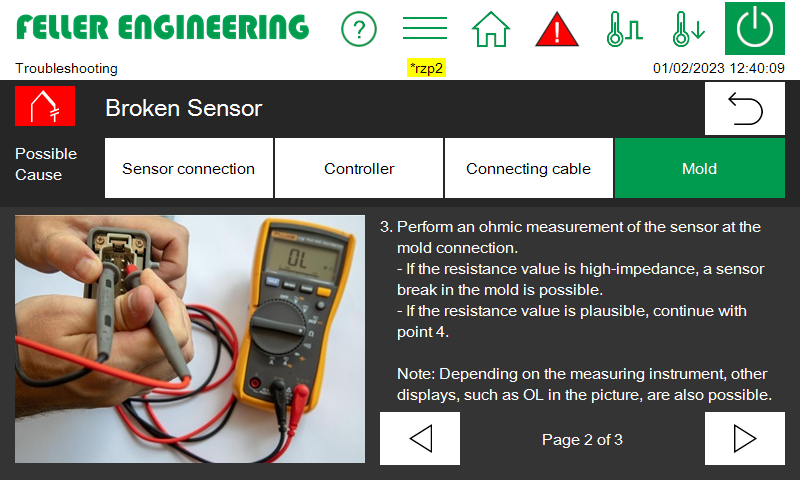 FELLER ENGINEERING
?
Troubleshooting
*rzp2
01/02/2023 12:40:09
Broken Sensor
Possible
Cause
Sensor connection
Controller
Connecting cable
Mold
OL
3. Perform an ohmic measurement of the sensor at the
mold connection.
- If the resistance value is high-impedance, a sensor
break in the mold is possible.
- If the resistance value is plausible, continue with
point 4.
Note: Depending on the measuring instrument, other
displays, such as OL in the picture, are also possible.
Page 2 of 3